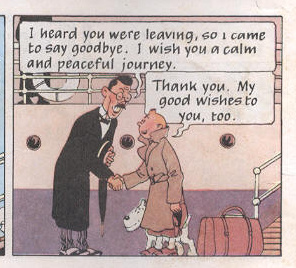 I heard you were leaving, so I came
to say goodbye. I wish you a calm
and peaceful journey.
Thank you. My
good wishes to
you, too.